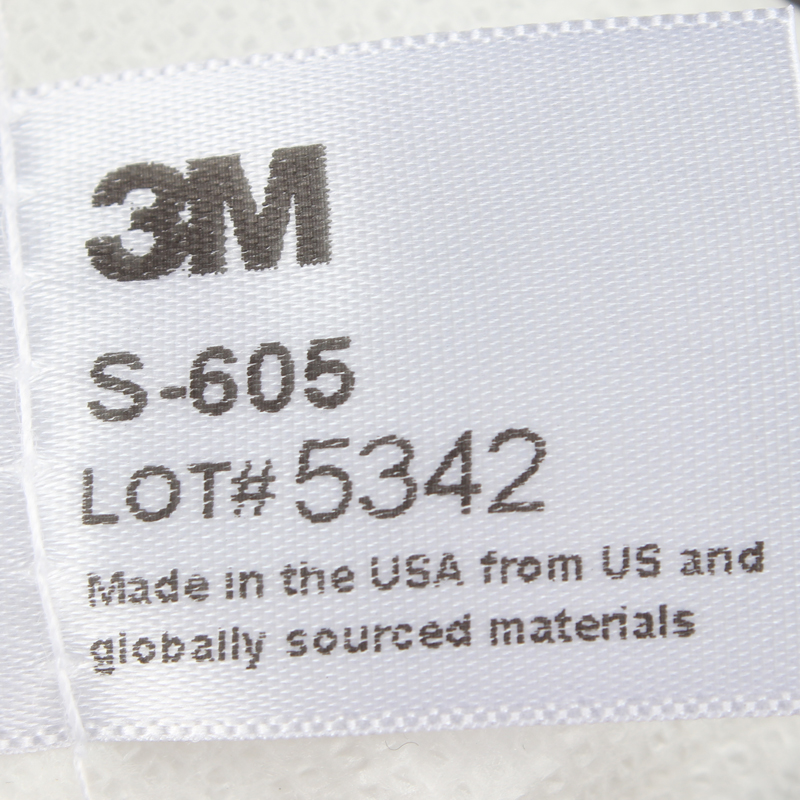 3M
S-605
LOT# 5342
Made in the USA from US and
globally sourced materials